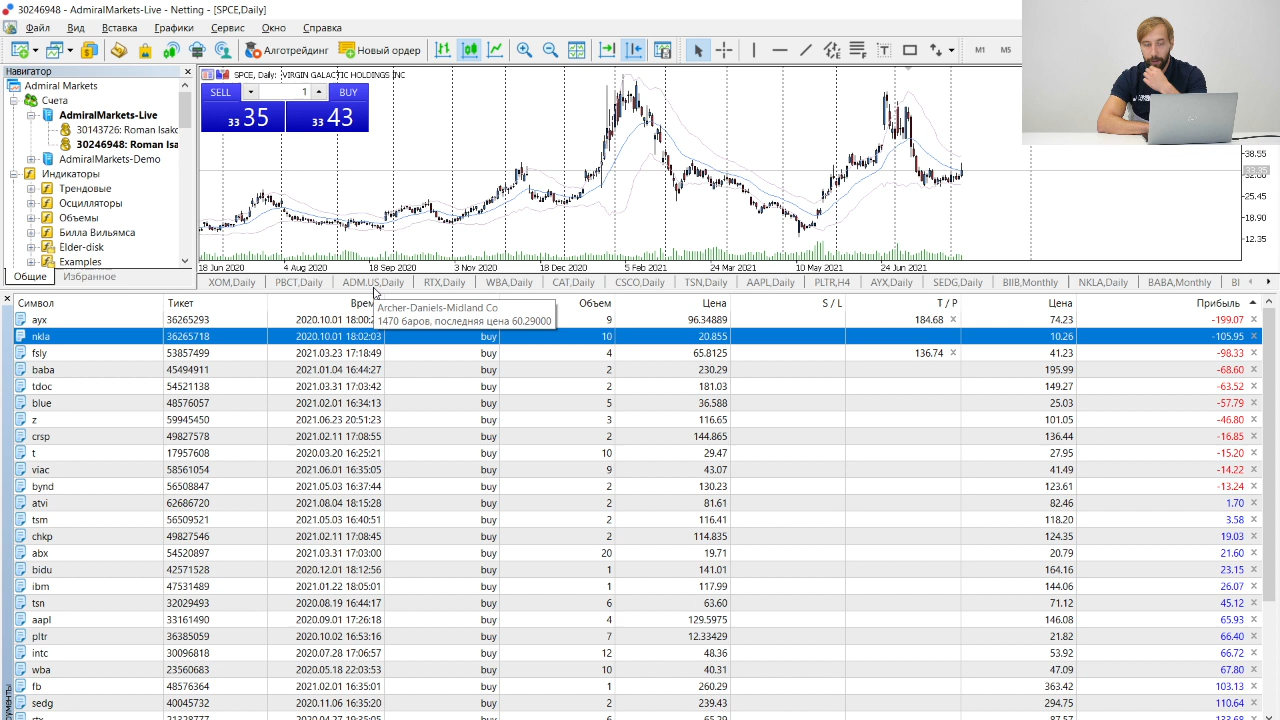 30246948 - AdmiralMarkets-Live - Netting - [SPCE,Daily]
Файл Вид Вставка Графики Сервис Окно Справка
Алготрейдинг Новый ордер M1 M5
Навигатор
Admiral Markets
Счета
AdmiralMarkets-Live
30143726: Roman Isako
30246948: Roman Isa
AdmiralMarkets-Demo
Индикаторы
Трендовые
Осцилляторы
Объемы
Билла Вильямса
Elder-disk
Examples
Общие Избранное
SPCE, Daily: VIRGIN GALACTIC HOLDINGS INC
SELL 1 BUY
33 35 33 43
38.55
25.45
18.90
12.35
18 Jun 2020 4 Aug 2020 18 Sep 2020 3 Nov 2020 18 Dec 2020 5 Feb 2021 24 Mar 2021 10 May 2021 24 Jun 2021
XOM,Daily PBCT,Daily ADM.US,Daily RTX,Daily WBA,Daily CAT,Daily CSCO,Daily TSN,Daily AAPL,Daily PLTR,H4 AYX,Daily SEDG,Daily BIIB,Monthly NKLA,Daily BABA,Monthly BI
Archer-Daniels-Midland Co
1470 баров, последняя цена 60.29000
Символ Тикет Врем Объем Цена S / L T / P Цена Прибыль
ayx 36265293 2020.10.01 18:00:2 9 96.34889 184.68 74.23 -199.07
nkla 36265718 2020.10.01 18:02:03 buy 10 20.855 10.26 -105.95
fsly 53857499 2021.03.23 17:18:49 buy 4 65.8125 136.74 41.23 -98.33
baba 45494911 2021.01.04 16:44:27 buy 2 230.29 195.99 -68.60
tdoc 54521138 2021.03.31 17:03:42 buy 2 181.03 149.27 -63.52
blue 48576057 2021.02.01 16:34:13 buy 5 36.588 25.03 -57.79
z 59945450 2021.06.23 20:51:23 buy 3 116.65 101.05 -46.80
crsp 49827578 2021.02.11 17:08:55 buy 2 144.865 136.44 -16.85
t 17957608 2020.03.20 16:25:21 buy 10 29.47 27.95 -15.20
viac 58561054 2021.06.01 16:35:05 buy 9 43.07 41.49 -14.22
bynd 56508847 2021.05.03 16:37:44 buy 2 130.23 123.61 -13.24
atvi 62686720 2021.08.04 18:15:28 buy 2 81.61 82.46 1.70
tsm 56509521 2021.05.03 16:40:51 buy 2 116.41 118.20 3.58
chkp 49827546 2021.02.11 17:08:45 buy 2 114.835 124.35 19.03
abx 54520897 2021.03.31 17:03:00 buy 20 19.71 20.79 21.60
bidu 42571528 2020.12.01 18:12:56 buy 1 141.01 164.16 23.15
ibm 47531489 2021.01.22 18:05:01 buy 1 117.99 144.06 26.07
tsn 32029493 2020.08.19 16:44:17 buy 6 63.60 71.12 45.12
aapl 33161490 2020.09.01 17:26:18 buy 4 129.5975 146.08 65.93
pltr 36385059 2020.10.02 16:53:16 buy 7 12.33429 21.82 66.40
intc 30096818 2020.07.28 17:06:57 buy 12 48.36 53.92 66.72
wba 23560683 2020.05.18 22:03:53 buy 10 40.31 47.09 67.80
fb 48576364 2021.02.01 16:35:01 buy 1 260.29 363.42 103.13
sedg 40045732 2020.11.06 16:35:20 buy 2 239.43 294.75 110.64